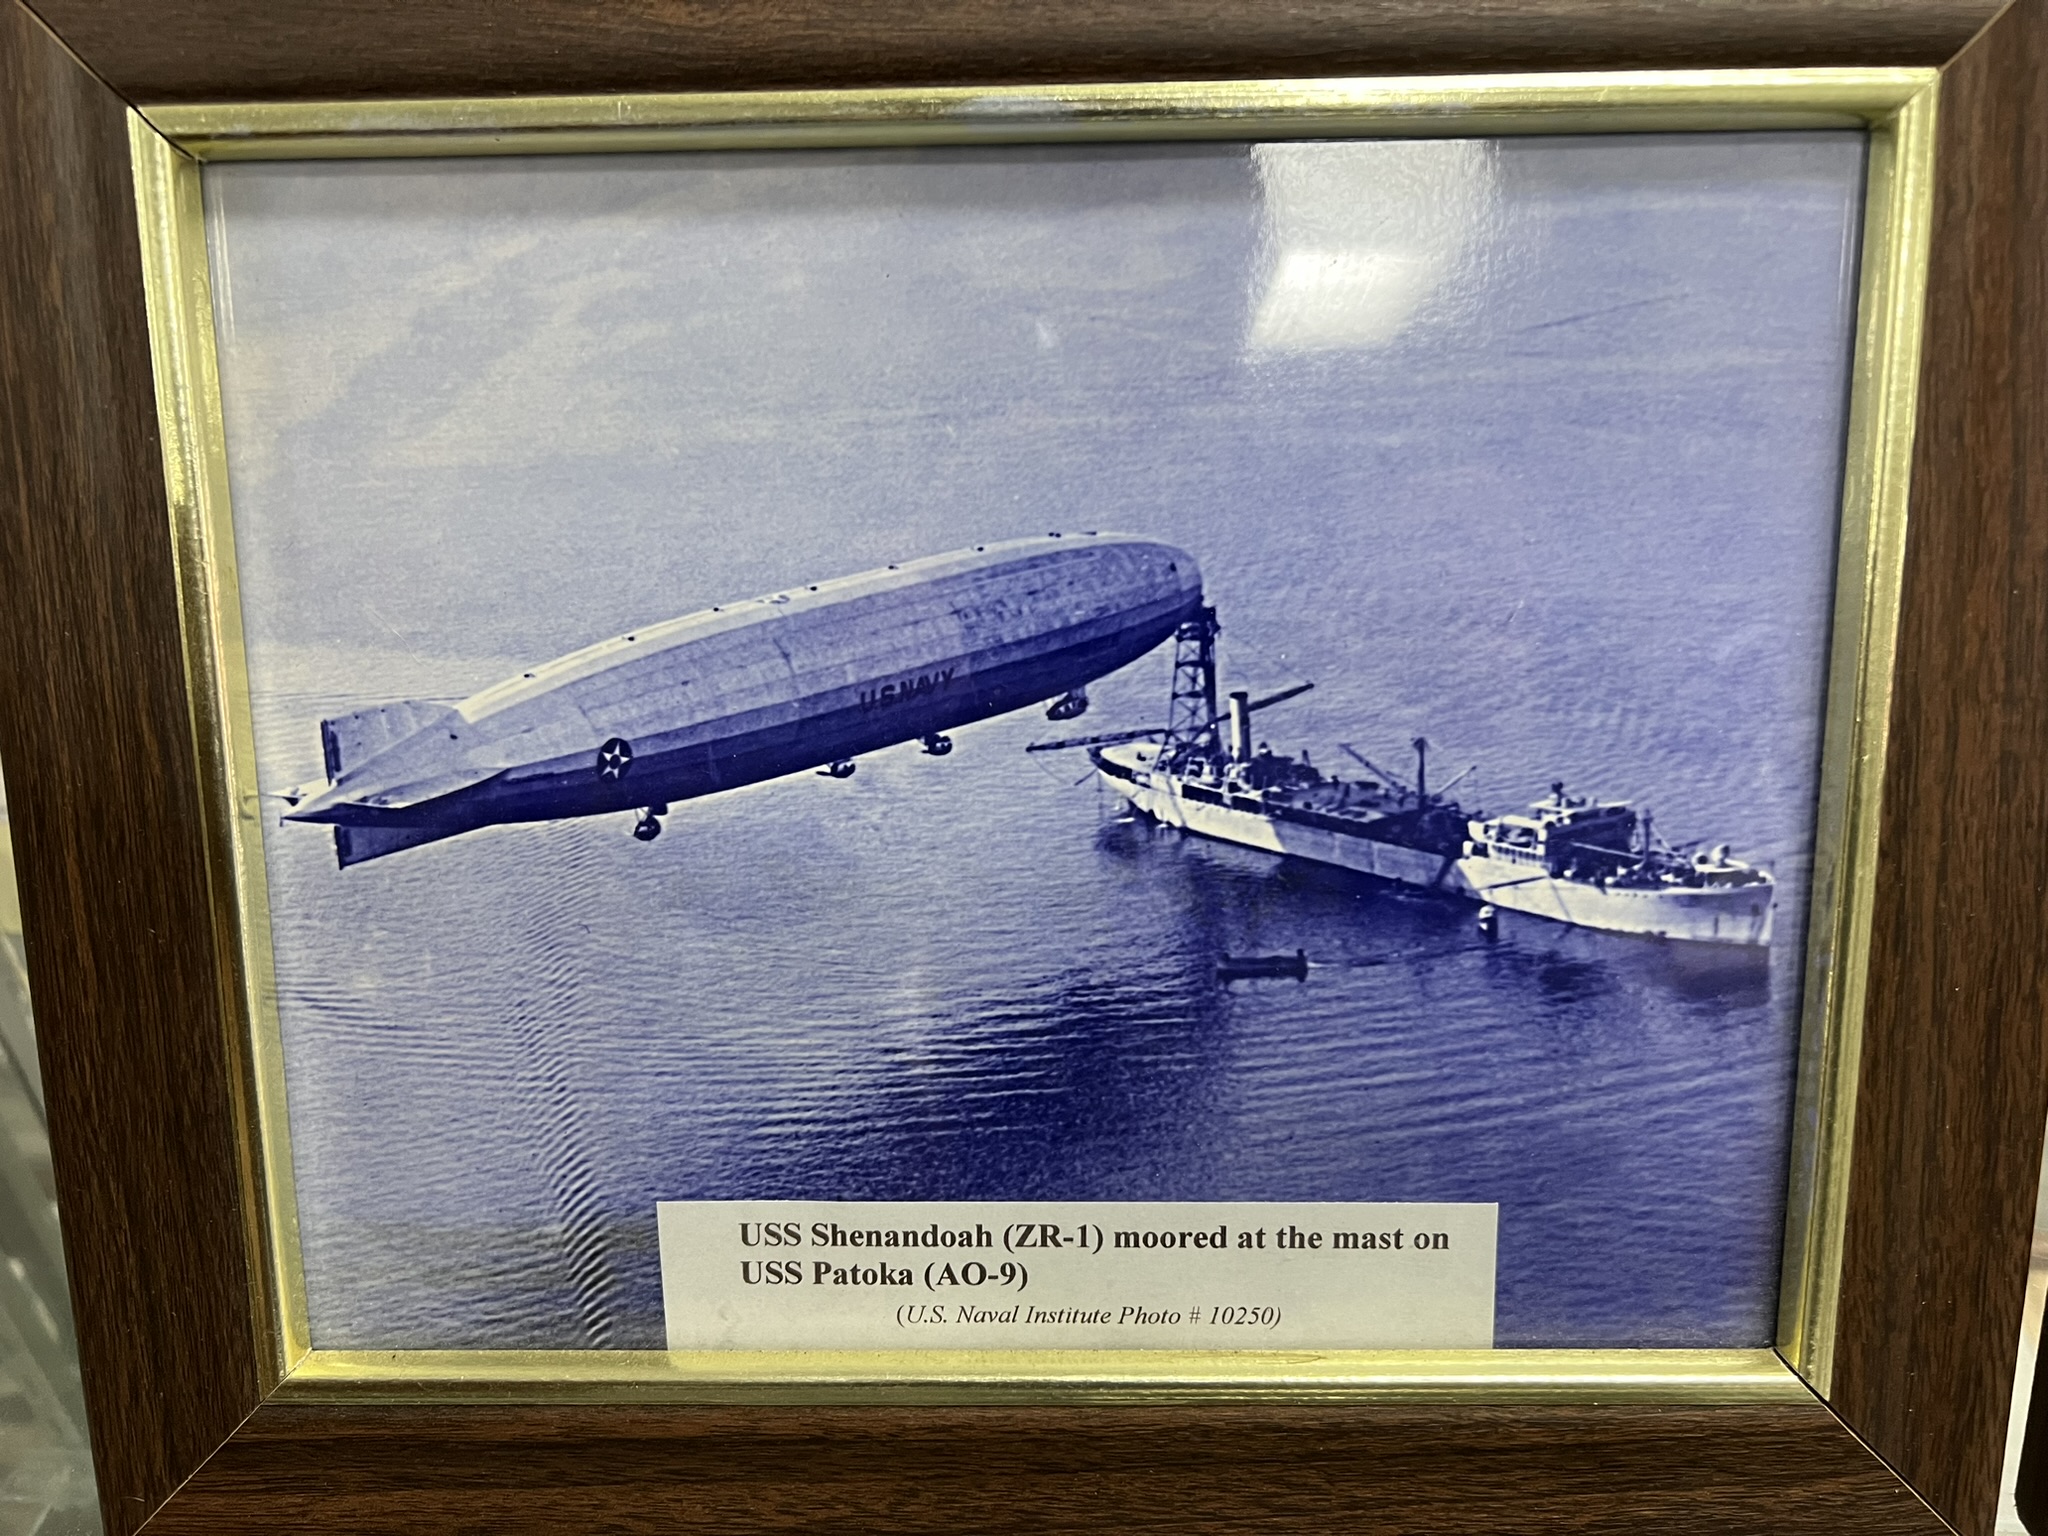 U.S.NAVY
USS Shenandoah (ZR-1) moored at the mast on
USS Patoka (AO-9)
(U.S. Naval Institute Photo # 10250)